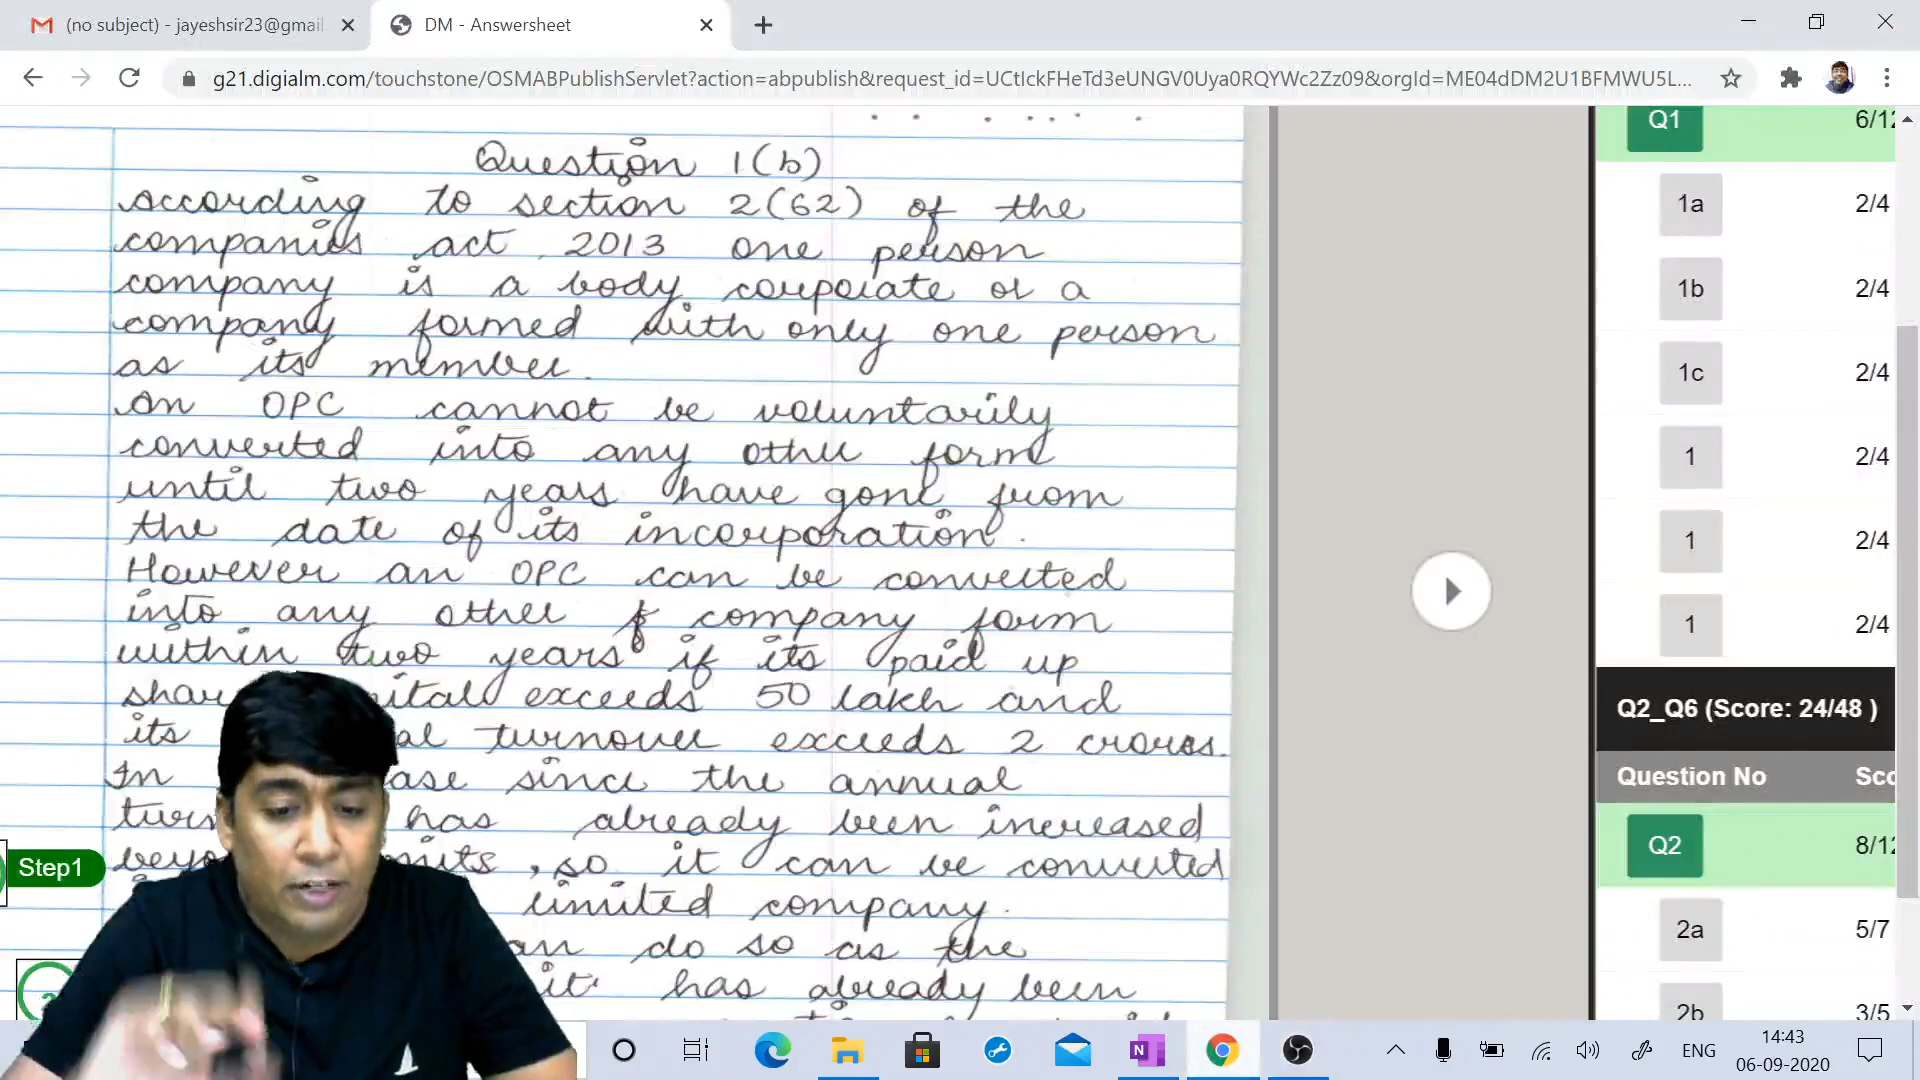 (no subject) - jayeshsir23@gmail
DM - Answersheet
g21.digialm.com/touchstone/OSMABPublishServlet?action=abpublish&request_id=UCtIckFHeTd3eUNGV0Uya0RQYWc2Zz09&orgId=ME04dDM2U1BFMWU5L...
Question 1(b)
According to section 2(62) of the
companies act, 2013 one person
company is a body corporate or a
company formed with only one person
as its member.
An OPC cannot be voluntarily
converted into any other form
until two years have gone from
the date of its incorporation.
However an OPC can be converted
into any other company form
within two years if its paid up
exceeds 50 lakh and
its turnover exceeds 2 crores.
In since the annual
has already been increased
, so it can be converted
limited company.
do so as the
it has already been
Step1
Q1 6/12
1a 2/4
1b 2/4
1c 2/4
1 2/4
1 2/4
1 2/4
Q2_Q6 (Score: 24/48 )
Question No Sco
Q2 8/12
2a 5/7
2b 3/5
ENG
14:43
06-09-2020